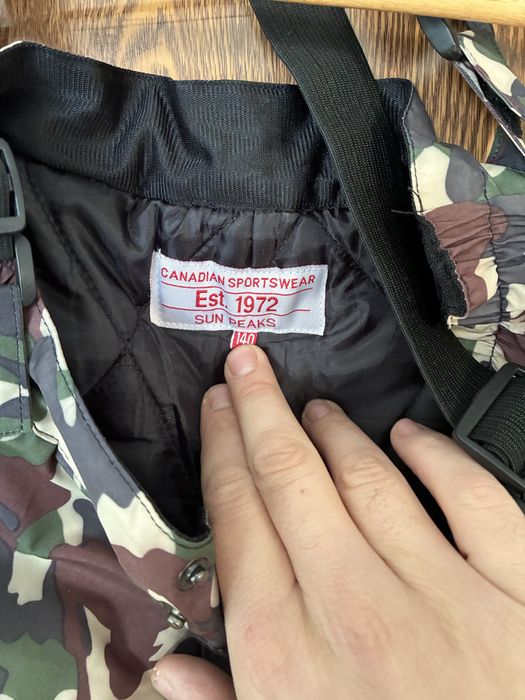 CANADIAN SPORTSWEAR
Est. 1972
SUN PEAKS
140